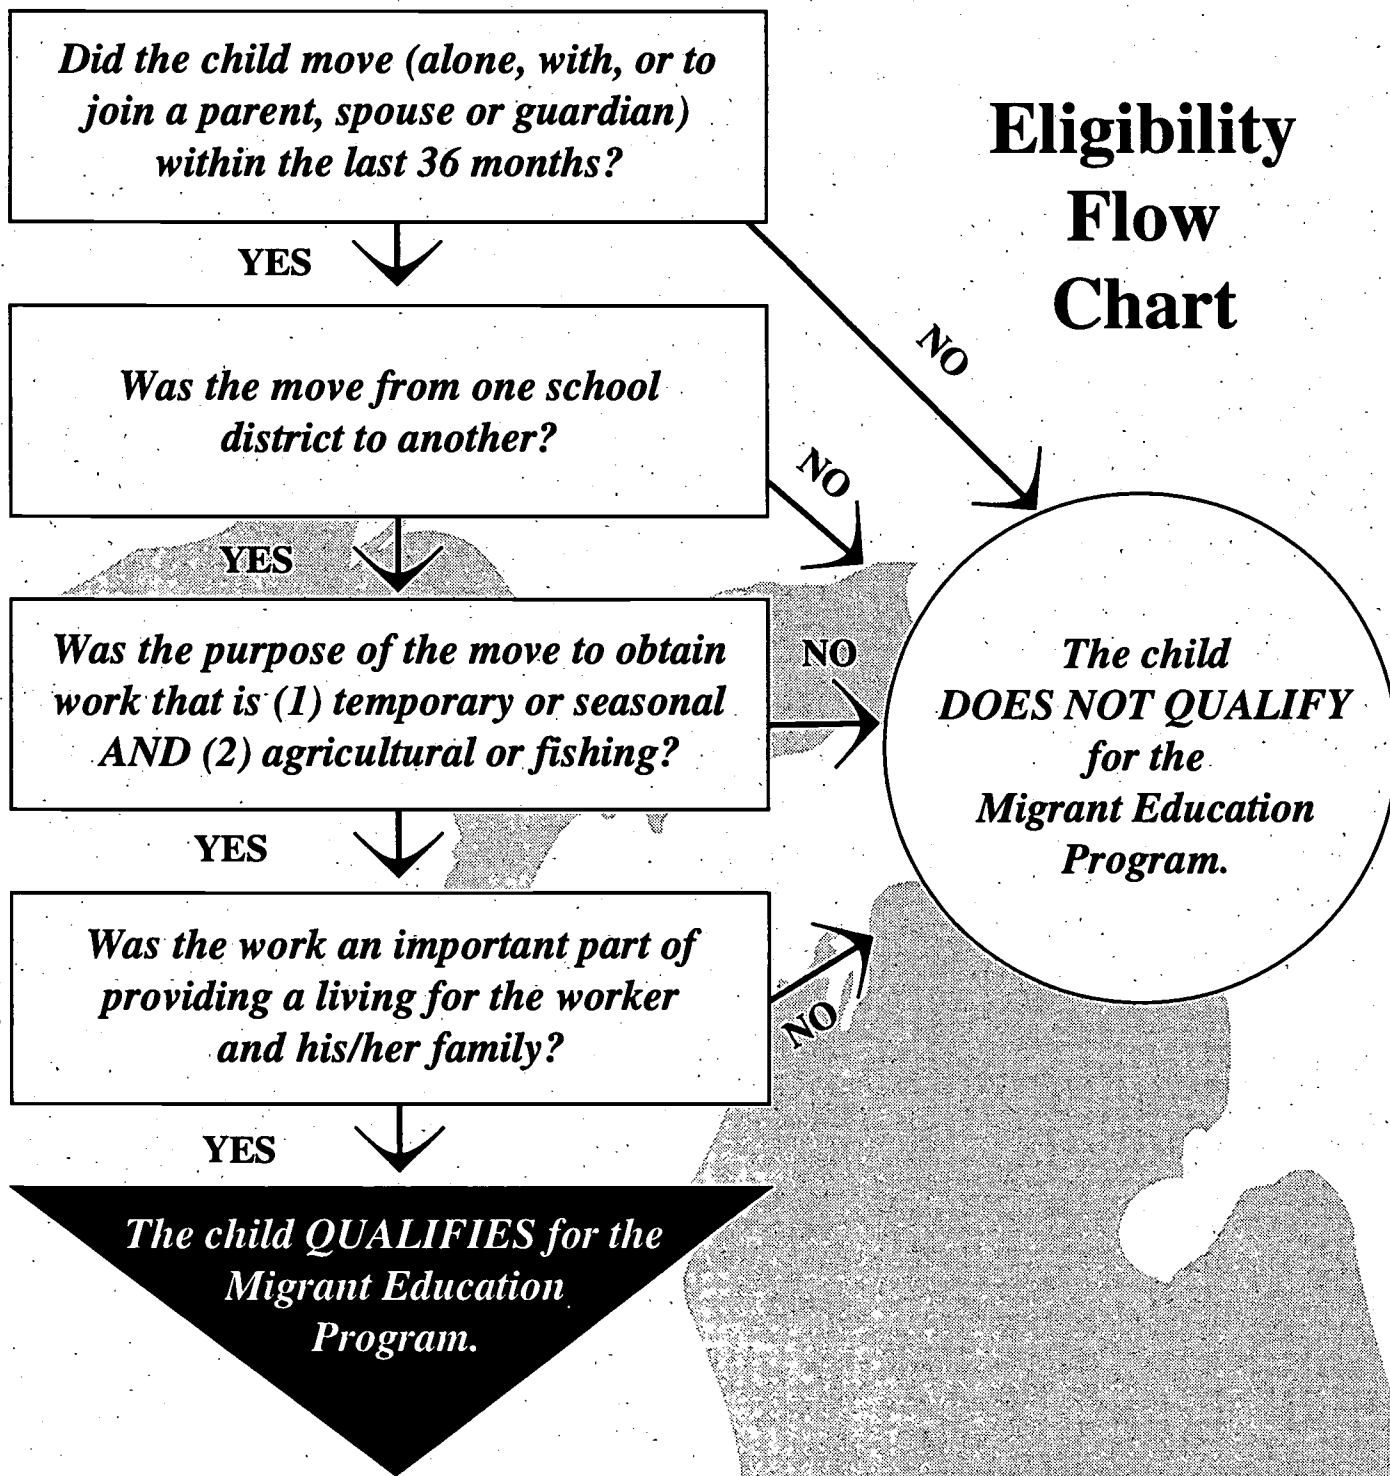 Eligibility
Flow
Chart
Did the child move (alone, with, or to
join a parent, spouse or guardian)
within the last 36 months?
YES
NO
Was the move from one school
district to another?
YES
NO
Was the purpose of the move to obtain
work that is (1) temporary or seasonal
AND (2) agricultural or fishing?
YES
NO
Was the work an important part of
providing a living for the worker
and his/her family?
YES
NO
The child QUALIFIES for the
Migrant Education
Program.
The child
DOES NOT QUALIFY
for the
Migrant Education
Program.